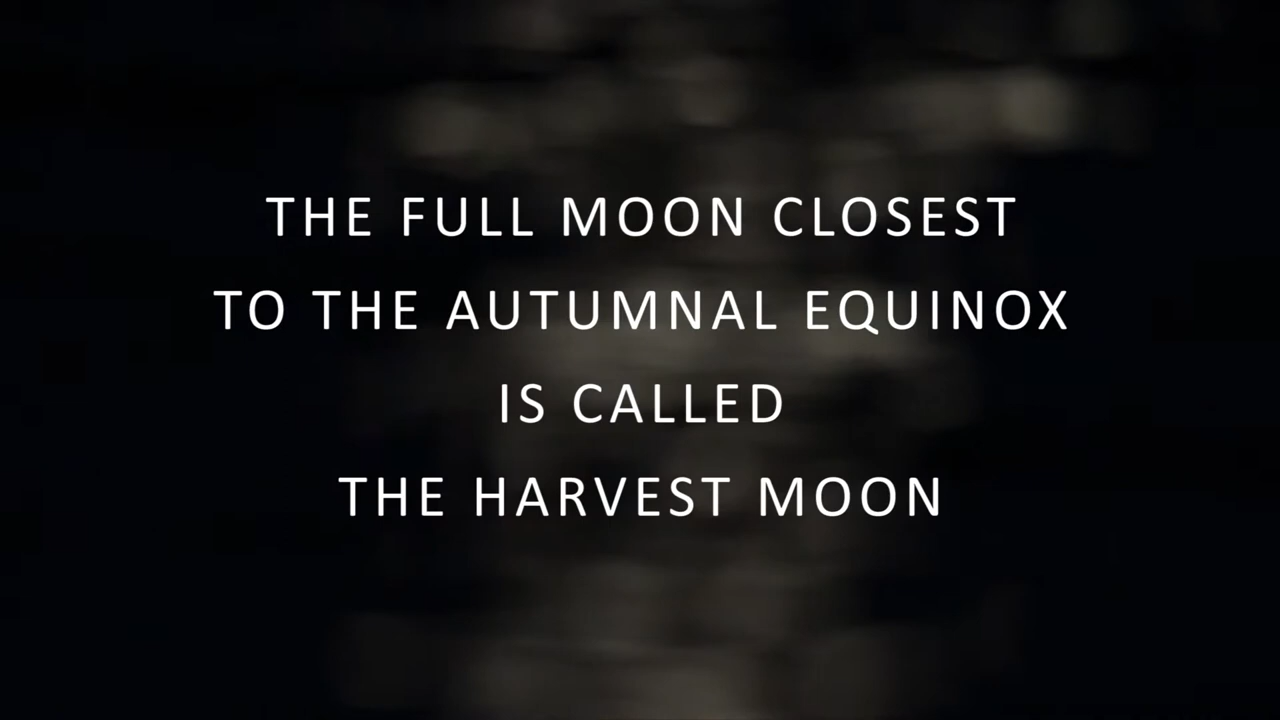 THE FULL MOON CLOSEST
TO THE AUTUMNAL EQUINOX
IS CALLED
THE HARVEST MOON